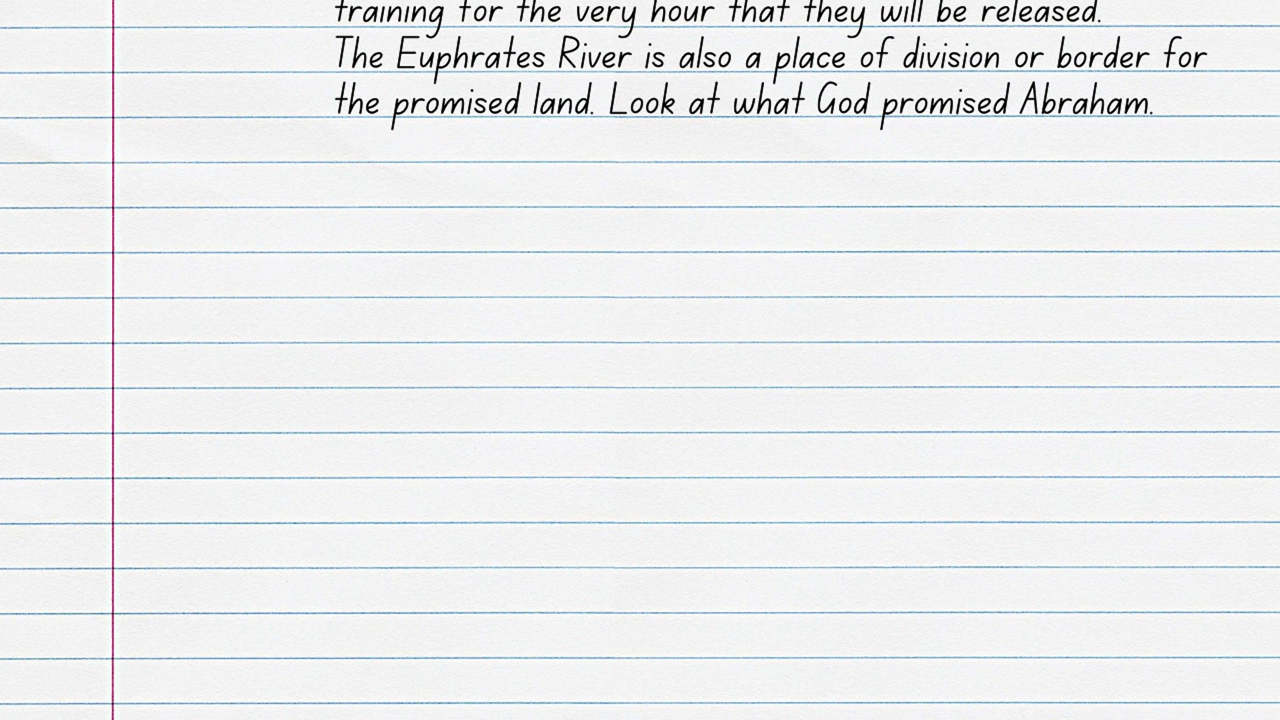 training for the very hour that they will be released.
The Euphrates River is also a place of division or border for
the promised land. Look at what God promised Abraham.